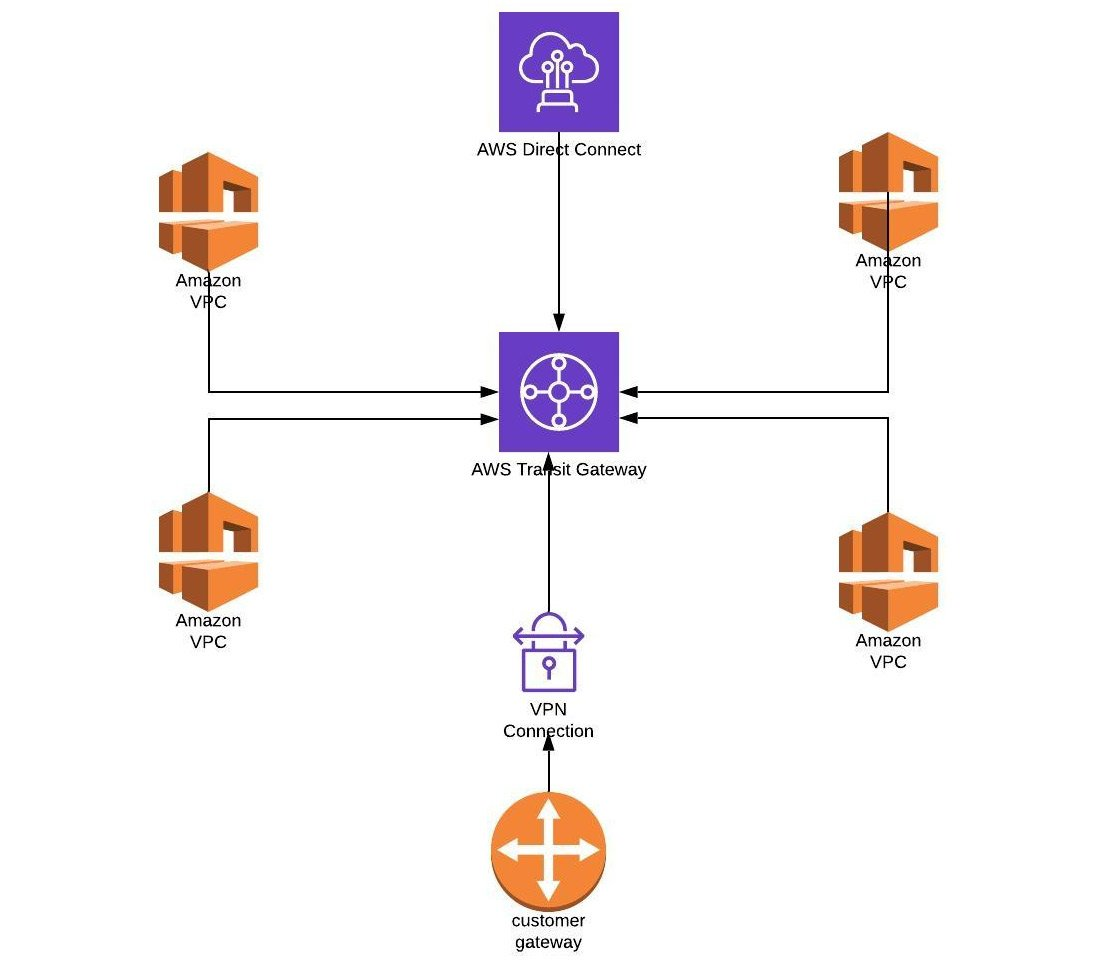 AWS Direct Connect
Amazon
VPC
Amazon
VPC
AWS Transit Gateway
Amazon
VPC
Amazon
VPC
VPN
Connection
customer
gateway